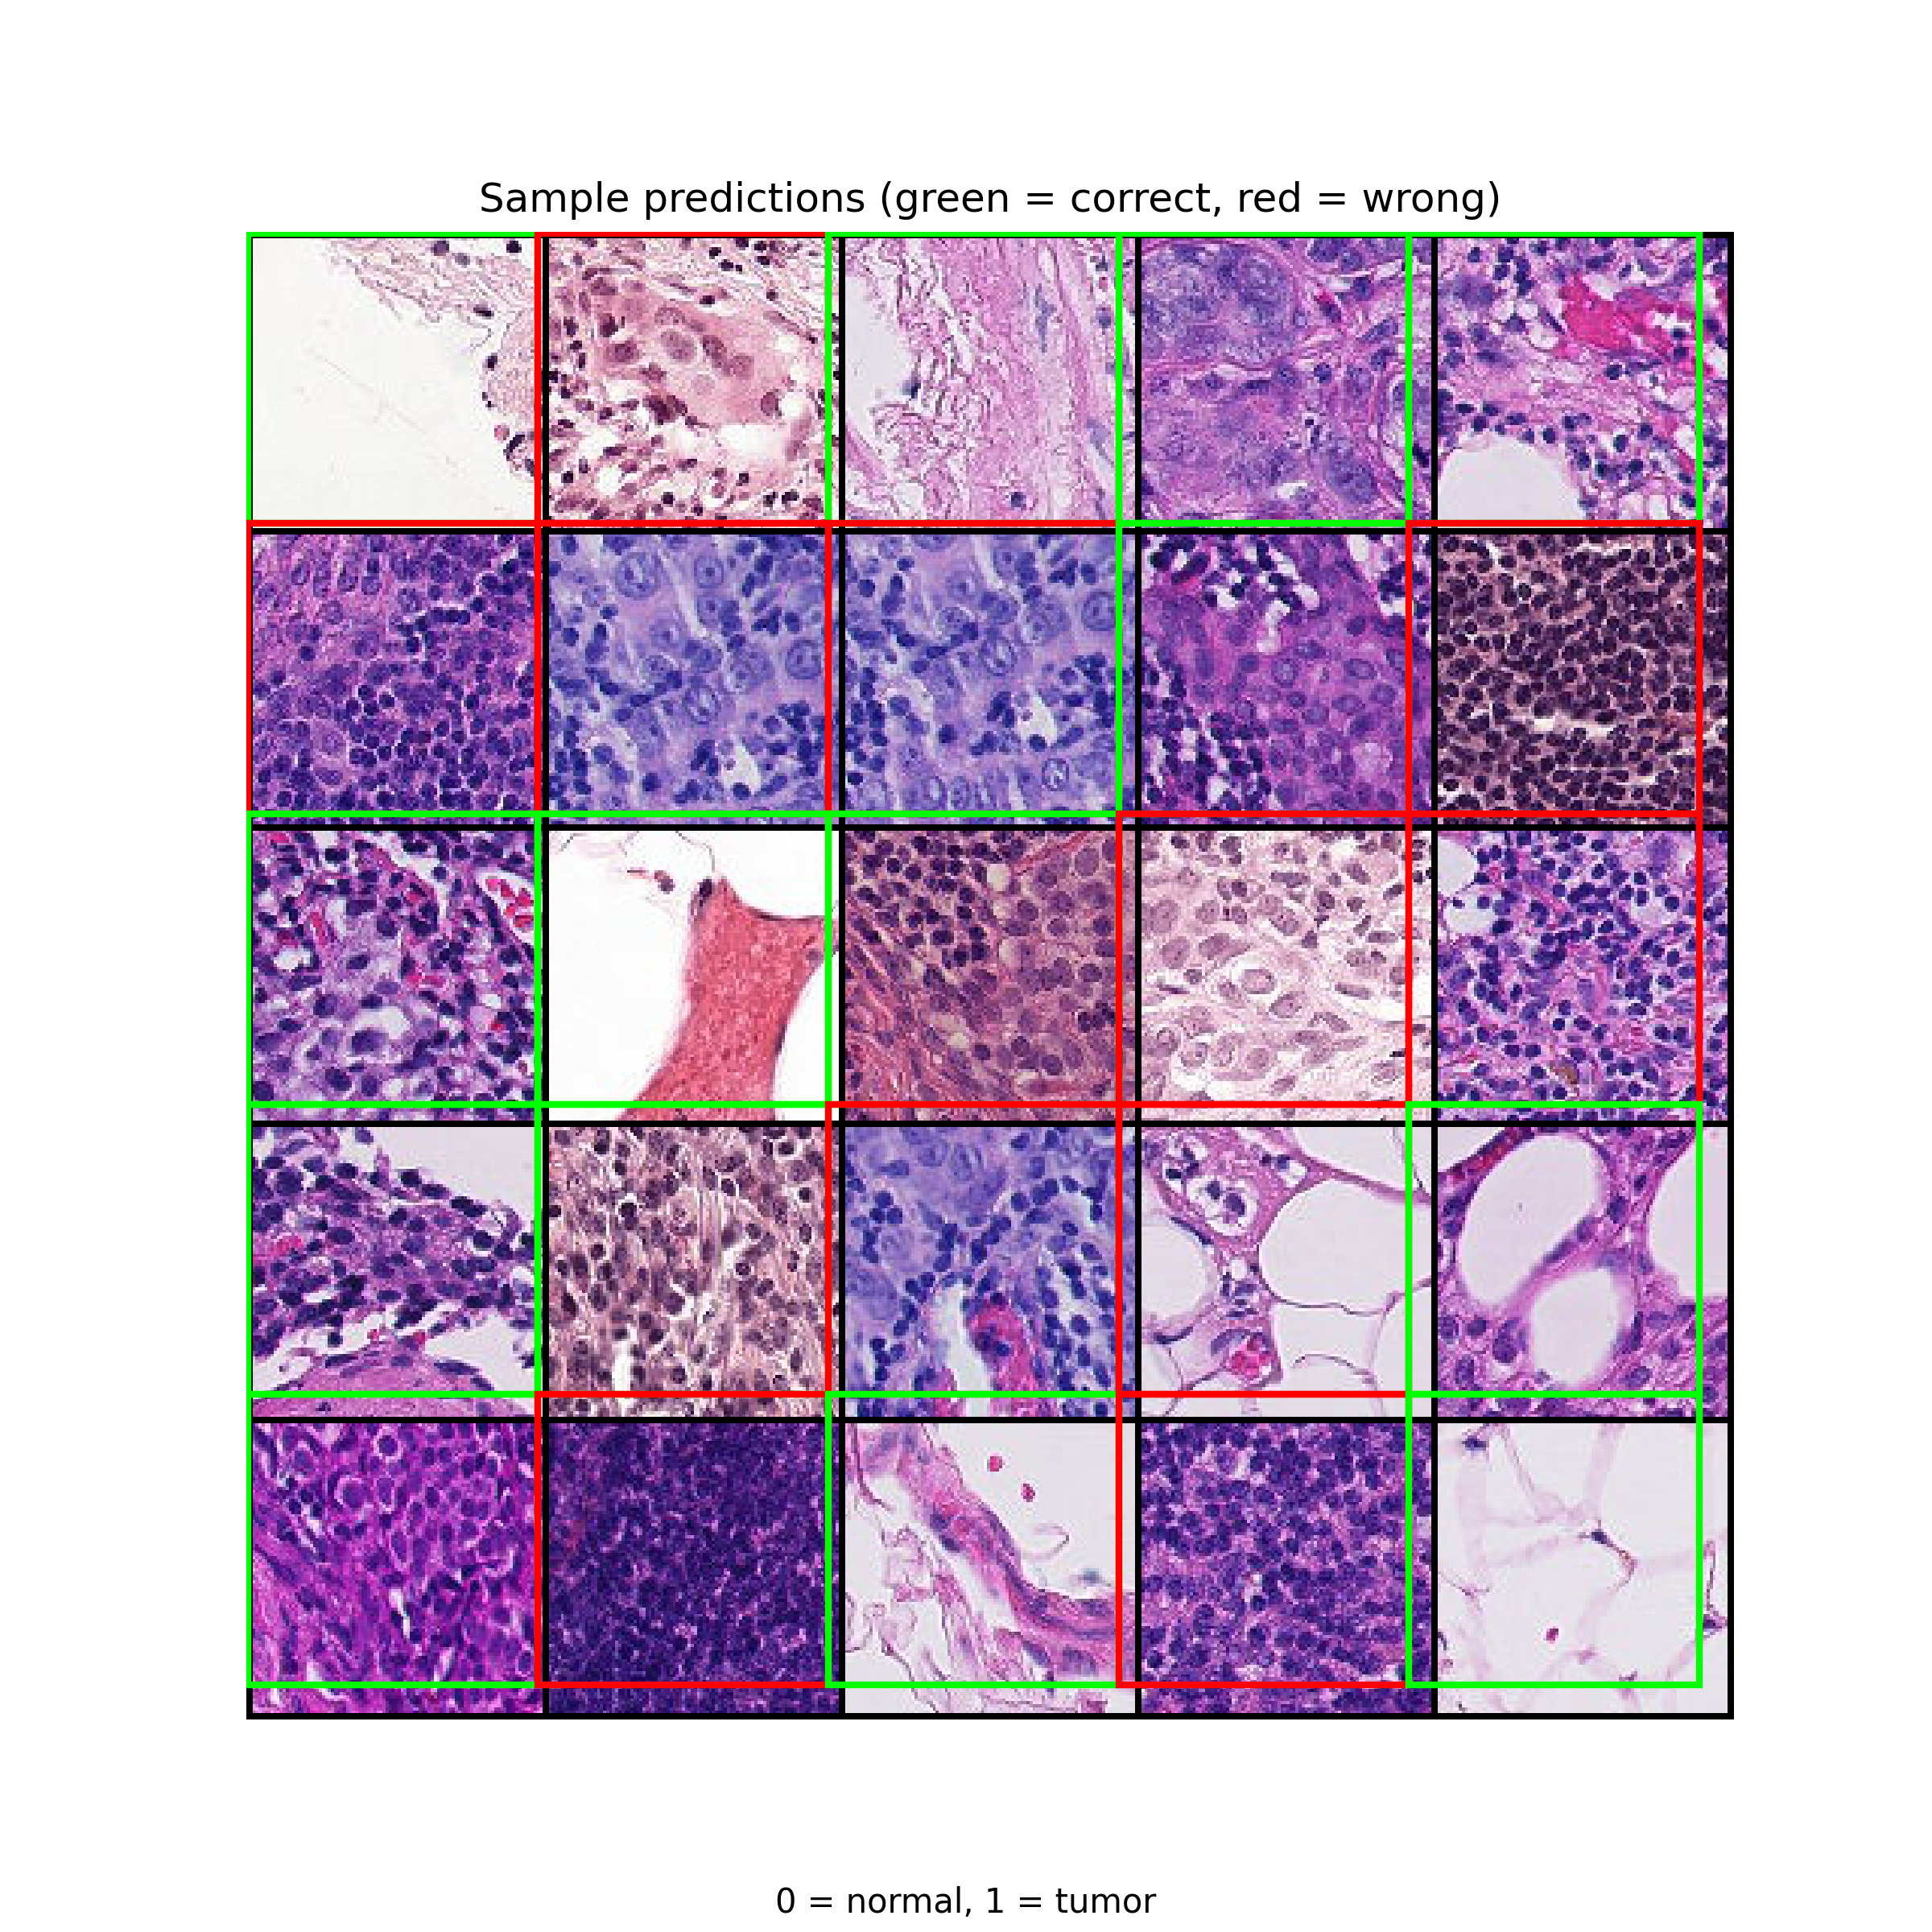 Sample predictions (green = correct, red = wrong)
0 = normal, 1 = tumor